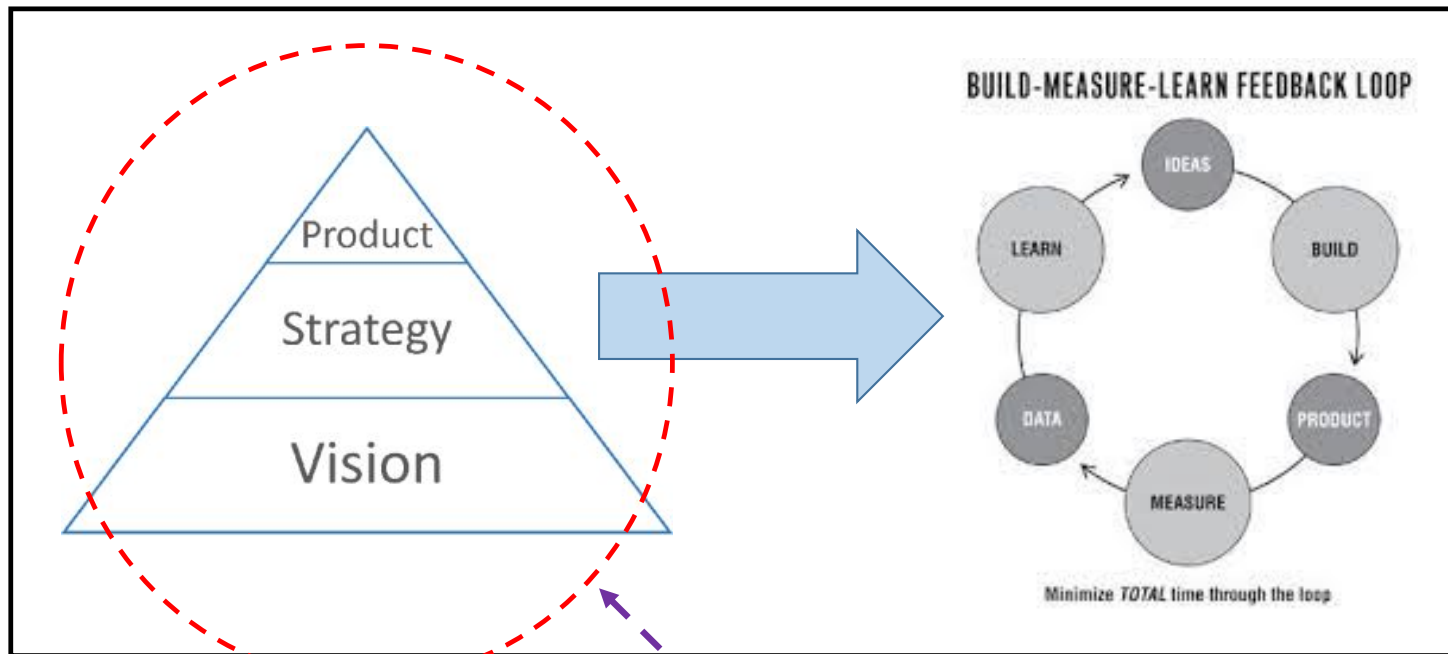 Product
Strategy
Vision
BUILD-MEASURE-LEARN FEEDBACK LOOP
IDEAS
BUILD
PRODUCT
MEASURE
DATA
LEARN
Minimize TOTAL time through the loop